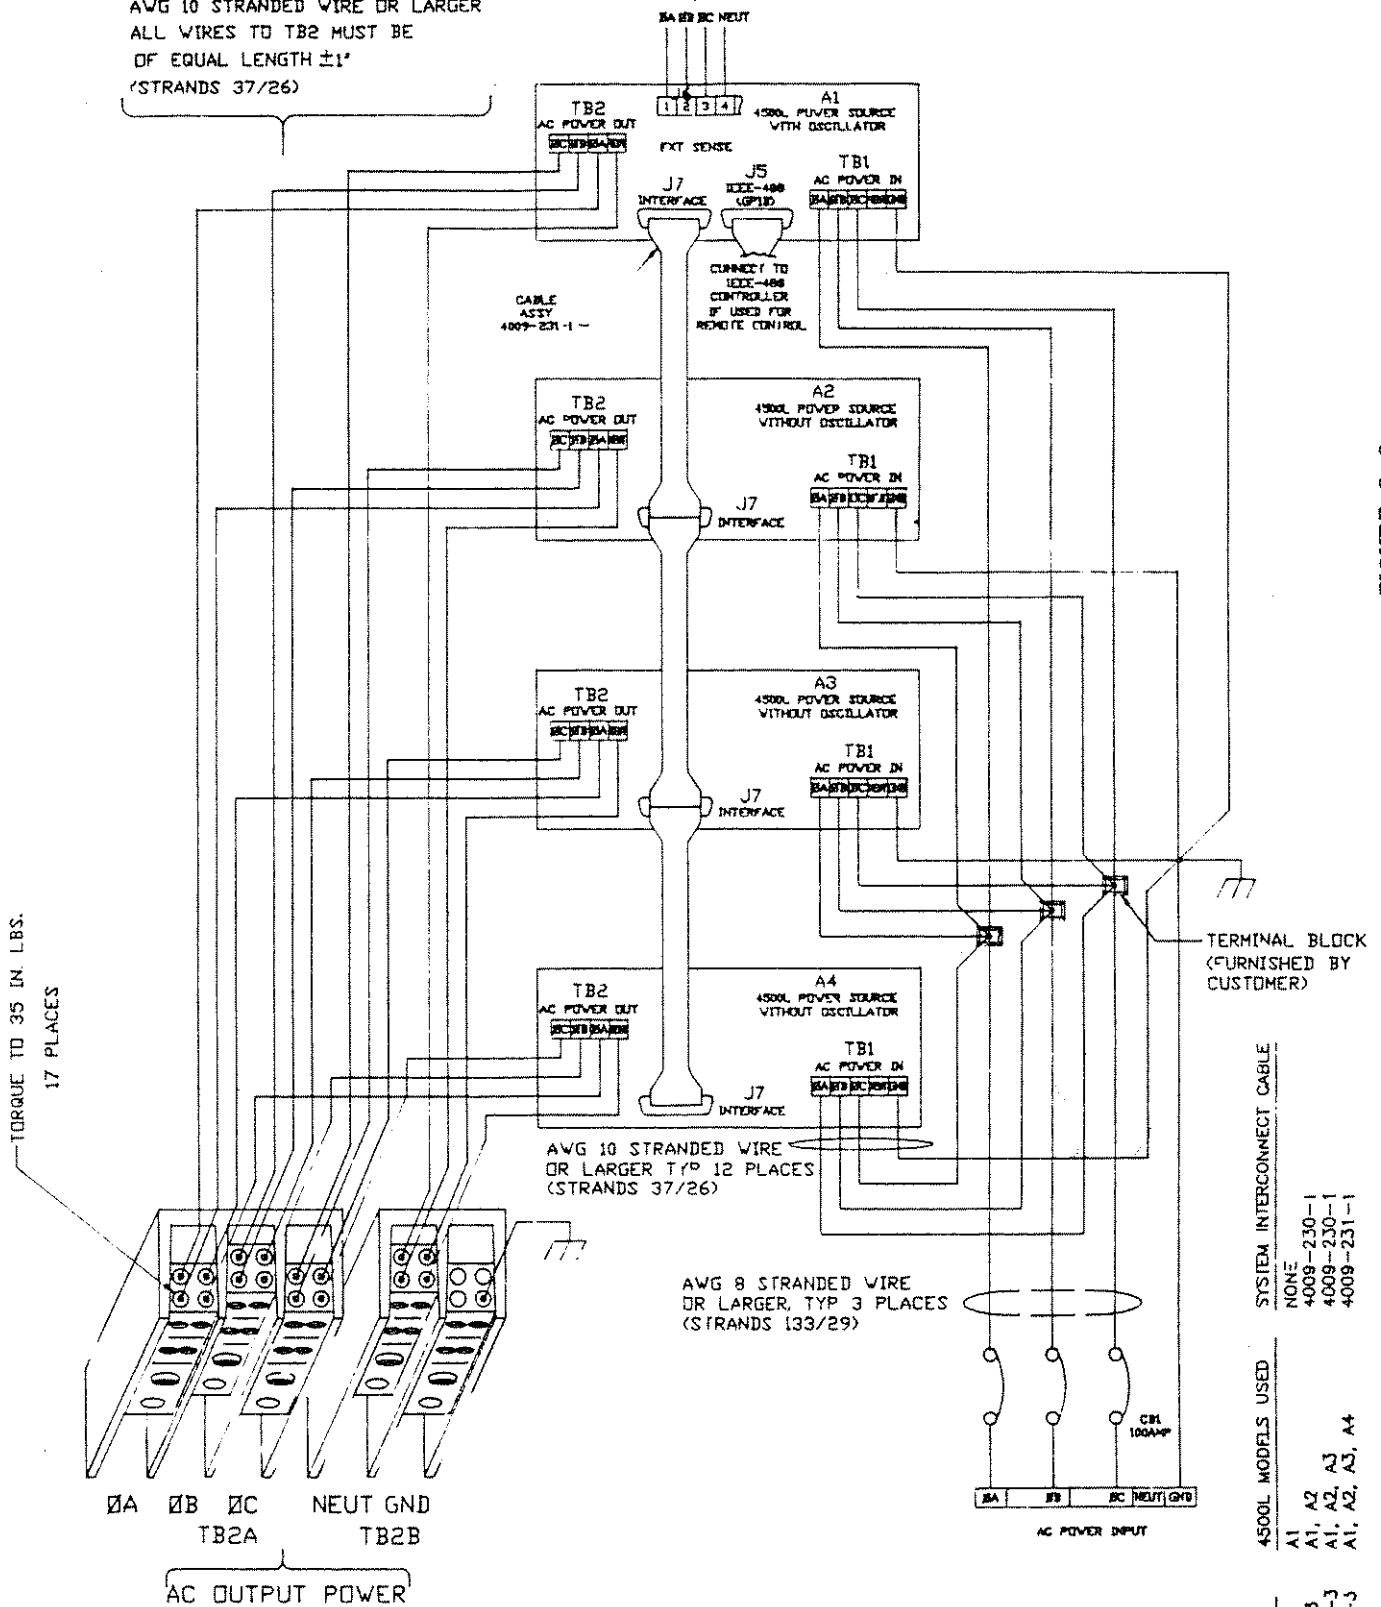 AWG 10 STRANDED WIRE OR LARGER
ALL WIRES TO TB2 MUST BE
OF EQUAL LENGTH ±1"
(STRANDS 37/26)
ØA ØB ØC NEUT
1 2 3 4
EXT SENSE
TB2
AC POWER OUT
A1
4500L POWER SOURCE
WITH OSCILLATOR
TB1
AC POWER IN
J7
INTERFACE
J5
IEEE-488
(GPIB)
CONNECT TO
IEEE-488
CONTROLLER
IF USED FOR
REMOTE CONTROL
CABLE
ASSY
4009-231-1
TB2
AC POWER OUT
A2
4500L POWER SOURCE
WITHOUT OSCILLATOR
TB1
AC POWER IN
J7
INTERFACE
TB2
AC POWER OUT
A3
4500L POWER SOURCE
WITHOUT OSCILLATOR
TB1
AC POWER IN
J7
INTERFACE
TERMINAL BLOCK
(FURNISHED BY
CUSTOMER)
TB2
AC POWER OUT
A4
4500L POWER SOURCE
WITHOUT OSCILLATOR
TB1
AC POWER IN
J7
INTERFACE
AWG 10 STRANDED WIRE
OR LARGER TYP 12 PLACES
(STRANDS 37/26)
TORQUE TO 35 IN. LBS.
17 PLACES
AWG 8 STRANDED WIRE
OR LARGER, TYP 3 PLACES
(STRANDS 133/29)
CB1
100AMP
ØA ØB ØC NEUT GND
AC POWER INPUT
ØA ØB ØC NEUT GND
TB2A TB2B
AC OUTPUT POWER
4500L MODELS USED SYSTEM INTERCONNECT CABLE
A1 NONE
A1, A2 4009-230-1
A1, A2, A3 4009-230-1
A1, A2, A3, A4 4009-231-1